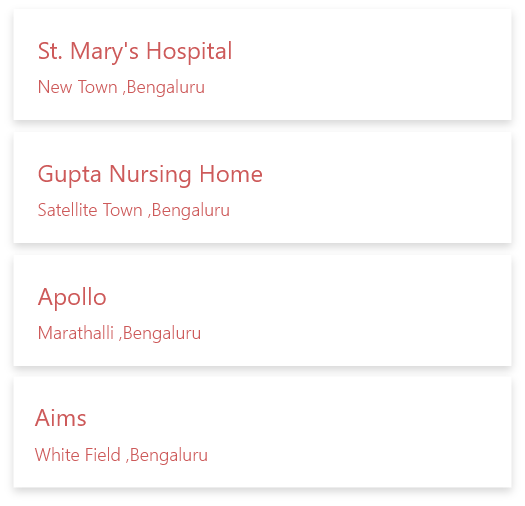 St. Mary's Hospital
New Town ,Bengaluru
Gupta Nursing Home
Satellite Town ,Bengaluru
Apollo
Marathalli ,Bengaluru
Aims
White Field ,Bengaluru